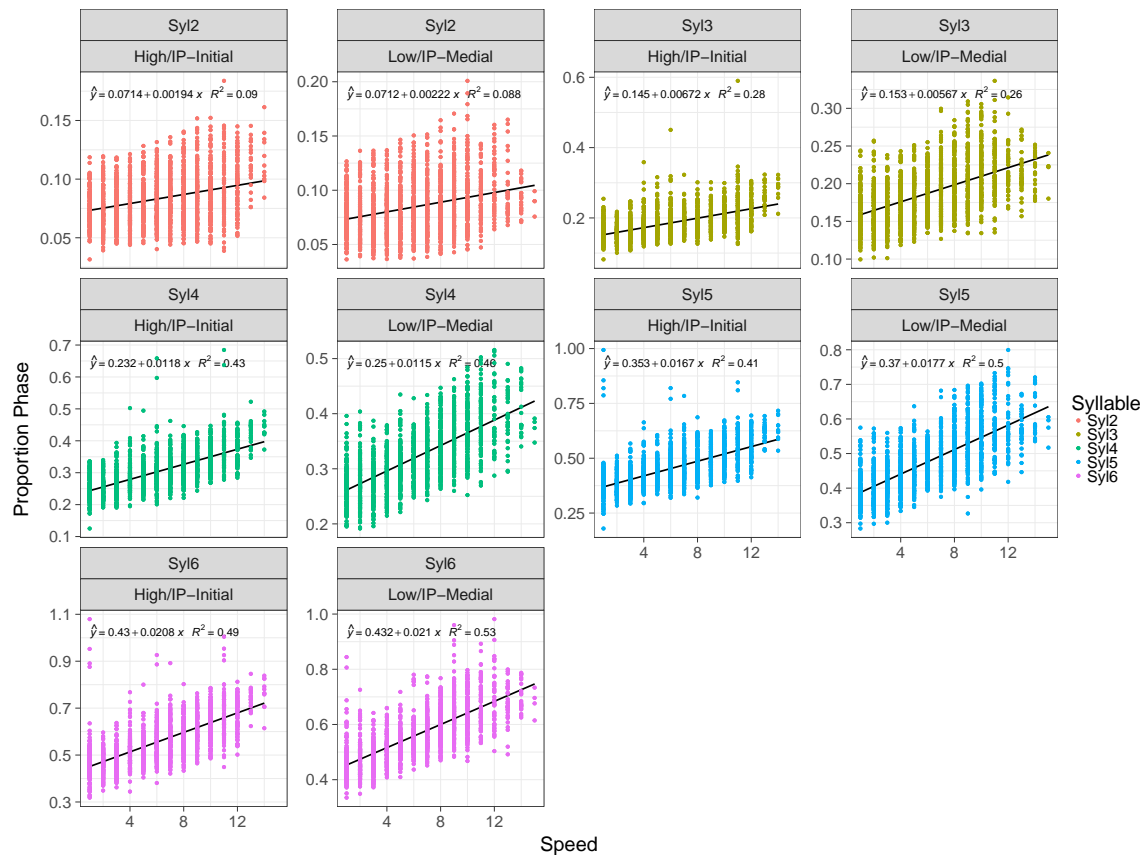 Syl2
High/IP−Initial
ŷ = 0.0714 + 0.00194 x  R² = 0.09
0.15
0.10
0.05
Syl2
Low/IP−Medial
ŷ = 0.0712 + 0.00222 x  R² = 0.088
0.20
0.15
0.10
0.05
Syl3
High/IP−Initial
ŷ = 0.145 + 0.00672 x  R² = 0.28
0.6
0.4
0.2
Syl3
Low/IP−Medial
ŷ = 0.153 + 0.00567 x  R² = 0.26
0.30
0.25
0.20
0.15
0.10
Syl4
High/IP−Initial
ŷ = 0.232 + 0.0118 x  R² = 0.43
0.7
0.6
0.5
0.4
0.3
0.2
0.1
Syl4
Low/IP−Medial
ŷ = 0.25 + 0.0115 x  R² = 0.46
0.5
0.4
0.3
0.2
Syl5
High/IP−Initial
ŷ = 0.353 + 0.0167 x  R² = 0.41
1.00
0.75
0.50
0.25
4 8 12
Syl5
Low/IP−Medial
ŷ = 0.37 + 0.0177 x  R² = 0.5
0.8
0.7
0.6
0.5
0.4
0.3
4 8 12
Syl6
High/IP−Initial
ŷ = 0.43 + 0.0208 x  R² = 0.49
1.1
0.9
0.7
0.5
0.3
4 8 12
Syl6
Low/IP−Medial
ŷ = 0.432 + 0.021 x  R² = 0.53
1.0
0.8
0.6
0.4
4 8 12
Proportion Phase
Speed
Syllable
Syl2
Syl3
Syl4
Syl5
Syl6